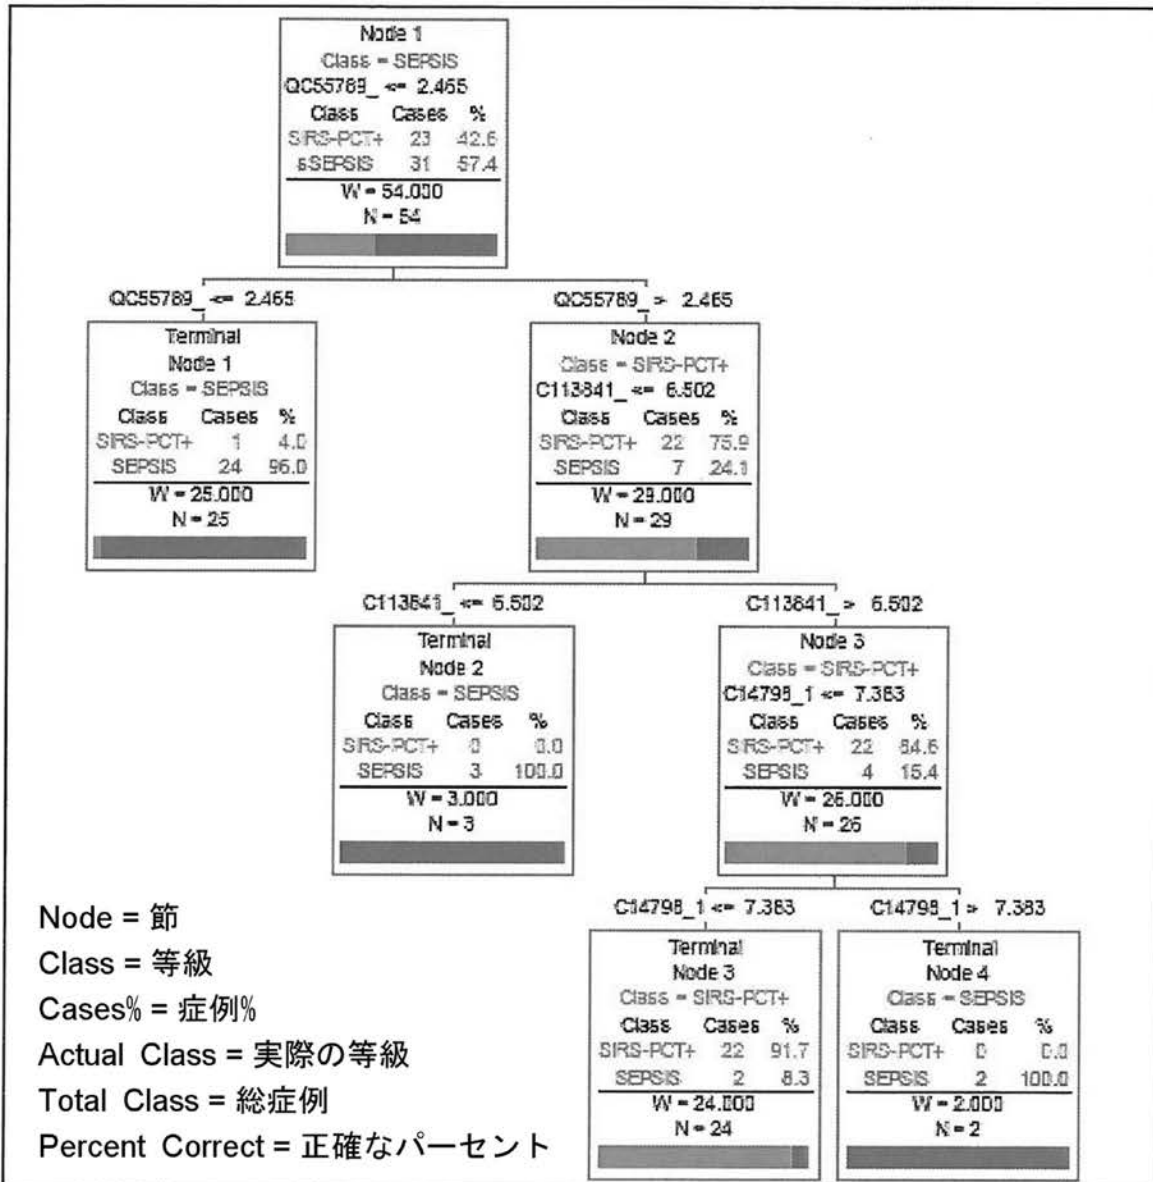 Node 1
Class = SEPSIS
QC55789_ <= 2.465
Class Cases %
SIRS-PCT+ 23 42.6
sSEPSIS 31 57.4
W = 54.000
N = 54
QC55789_ <= 2.465
QC55789_ > 2.465
Terminal
Node 1
Class = SEPSIS
Class Cases %
SIRS-PCT+ 1 4.0
SEPSIS 24 96.0
W = 25.000
N = 25
Node 2
Class = SIRS-PCT+
C113841_ <= 6.502
Class Cases %
SIRS-PCT+ 22 75.9
SEPSIS 7 24.1
W = 29.000
N = 29
C113841_ <= 6.502
C113841_ > 6.502
Terminal
Node 2
Class = SEPSIS
Class Cases %
SIRS-PCT+ 0 0.0
SEPSIS 3 100.0
W = 3.000
N = 3
Node 3
Class = SIRS-PCT+
C14798_1 <= 7.383
Class Cases %
SIRS-PCT+ 22 84.6
SEPSIS 4 15.4
W = 26.000
N = 26
C14798_1 <= 7.383
C14798_1 > 7.383
Terminal
Node 3
Class = SIRS-PCT+
Class Cases %
SIRS-PCT+ 22 91.7
SEPSIS 2 8.3
W = 24.000
N = 24
Terminal
Node 4
Class = SEPSIS
Class Cases %
SIRS-PCT+ 0 0.0
SEPSIS 2 100.0
W = 2.000
N = 2
Node = 節
Class = 等級
Cases% = 症例%
Actual Class = 実際の等級
Total Class = 総症例
Percent Correct = 正確なパーセント